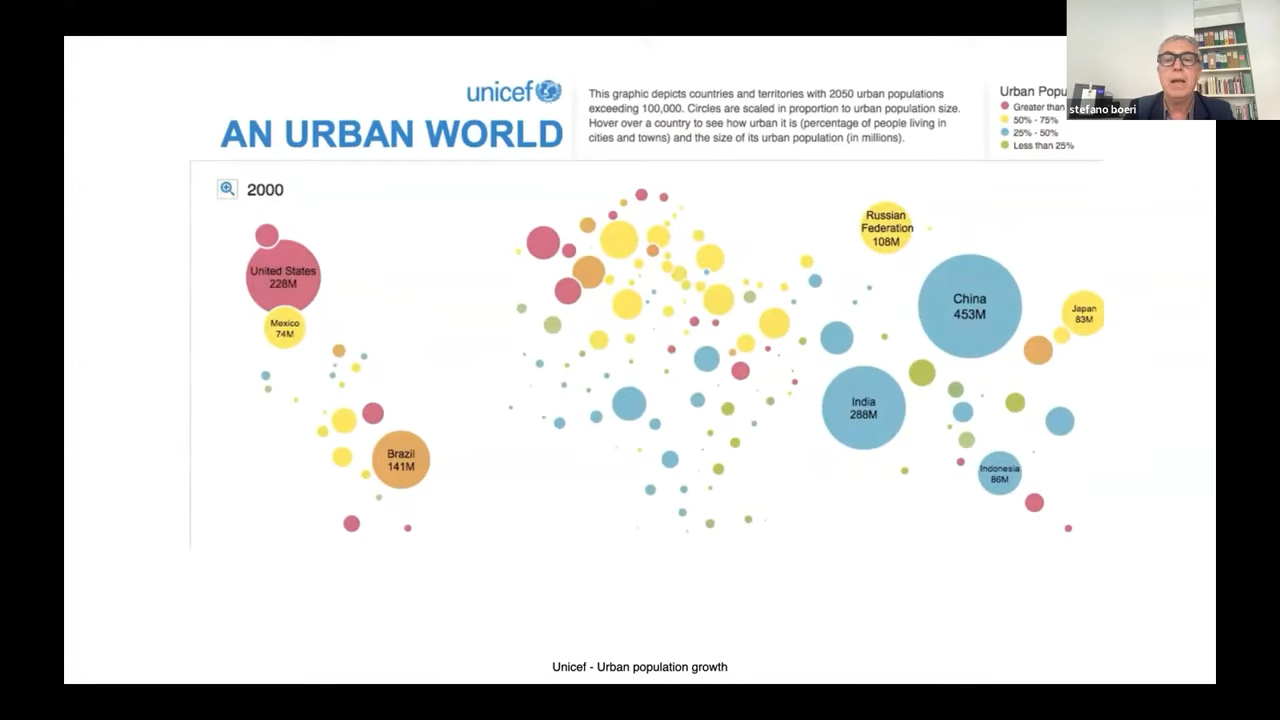 unicef
AN URBAN WORLD
This graphic depicts countries and territories with 2050 urban populations
exceeding 100,000. Circles are scaled in proportion to urban population size.
Hover over a country to see how urban it is (percentage of people living in
cities and towns) and the size of its urban population (in millions).
Urban Popu
Greater than
50% - 75%
25% - 50%
Less than 25%
stefano boeri
2000
Russian
Federation
108M
United States
228M
China
453M
Mexico
74M
Japan
83M
India
288M
Brazil
141M
Indonesia
86M
Unicef - Urban population growth